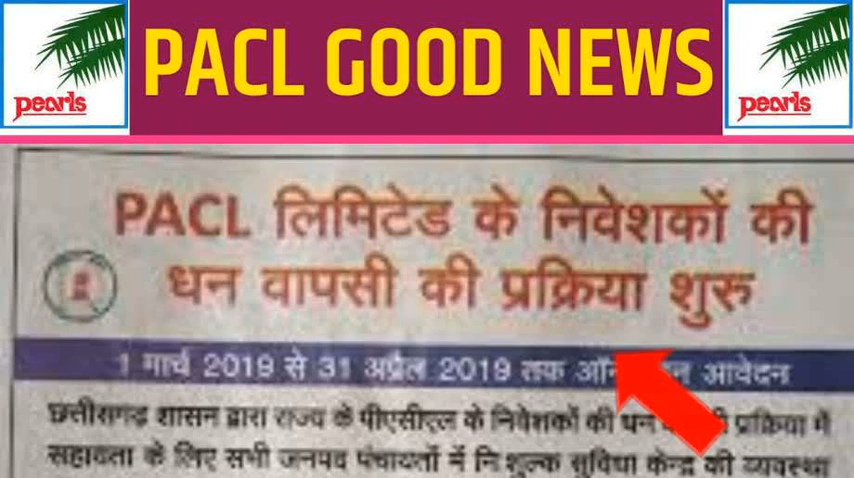 pearls PACL GOOD NEWS pearls
PACL लिमिटेड के निवेशकों की
धन वापसी की प्रक्रिया शुरु
1 मार्च 2019 से 31 अप्रैल 2019 तक आवेदन
छत्तीसगढ़ शासन द्वारा राज्य के पीएसीएल के निवेशकों की धन प्रक्रिया में
सहायता के लिए सभी जनपद पंचायतों में निःशुल्क सुविधा केन्द्र की व्यवस्था